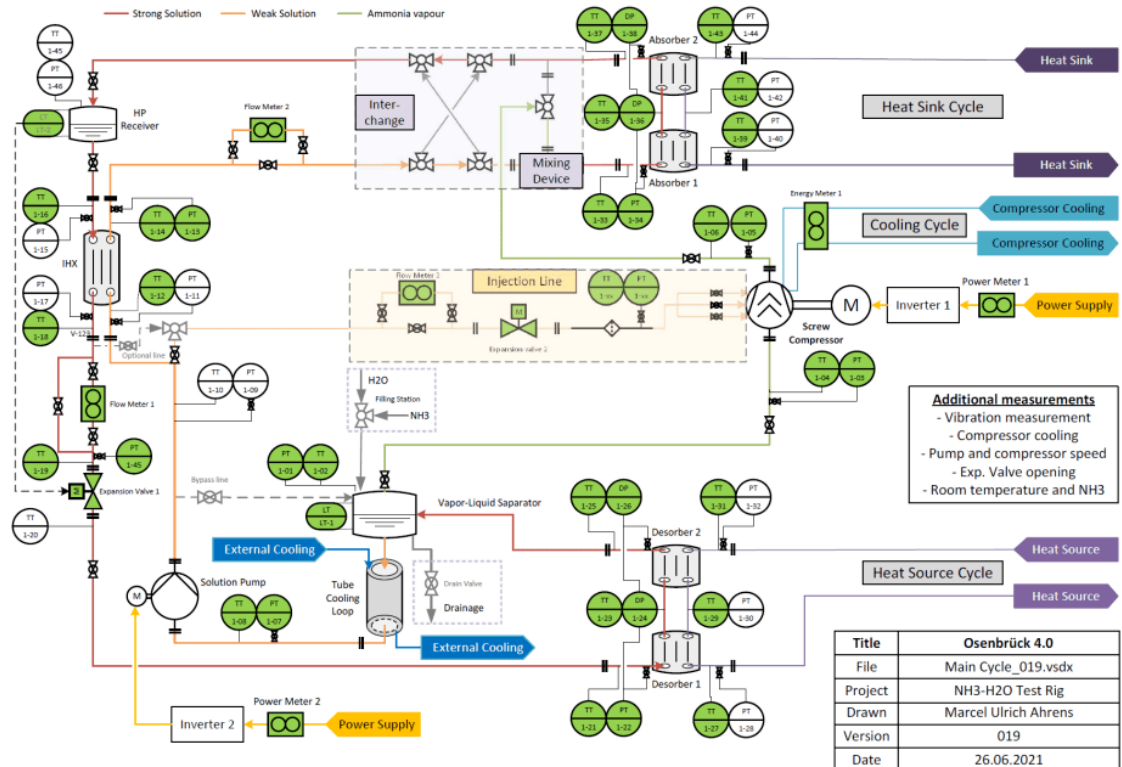 Strong Solution
Weak Solution
Ammonia vapour
TT
1-45
PT
1-46
HP
Receiver
LT
LT-2
Flow Meter 2
Inter-
change
Mixing
Device
TT
1-37
DP
1-38
Absorber 2
TT
1-43
PT
1-44
Heat Sink
TT
1-35
DP
1-36
TT
1-41
PT
1-42
Heat Sink Cycle
TT
1-39
PT
1-40
Absorber 1
Heat Sink
TT
1-33
PT
1-34
TT
1-16
PT
1-15
TT
1-14
PT
1-13
IHX
TT
1-12
PT
1-11
PT
1-17
TT
1-18
V-123
Optional line
TT
1-06
PT
1-05
Energy Meter 1
Compressor Cooling
Cooling Cycle
Compressor Cooling
Injection Line
Flow Meter 3
TT
1-xx
PT
1-xx
M
Expansion valve 2
M
Screw
Compressor
Inverter 1
Power Meter 1
Power Supply
TT
1-10
PT
1-09
H2O
Filling Station
NH3
TT
1-04
PT
1-03
Flow Meter 1
TT
1-19
PT
1-45
M
Expansion Valve 1
TT
1-20
Bypass line
PT
1-01
TT
1-02
LT
LT-1
Vapor-Liquid Saparator
External Cooling
Tube
Cooling
Loop
Drain Valve
Drainage
External Cooling
Solution Pump
M
TT
1-08
PT
1-07
Inverter 2
Power Meter 2
Power Supply
TT
1-25
DP
1-26
Desorber 2
TT
1-31
PT
1-32
Heat Source
Heat Source Cycle
TT
1-23
DP
1-24
TT
1-29
PT
1-30
Heat Source
Desorber 1
TT
1-21
PT
1-22
TT
1-27
PT
1-28
Additional measurements
- Vibration measurement
- Compressor cooling
- Pump and compressor speed
- Exp. Valve opening
- Room temperature and NH3
Title Osenbrück 4.0
File Main Cycle_019.vsdx
Project NH3-H2O Test Rig
Drawn Marcel Ulrich Ahrens
Version 019
Date 26.06.2021